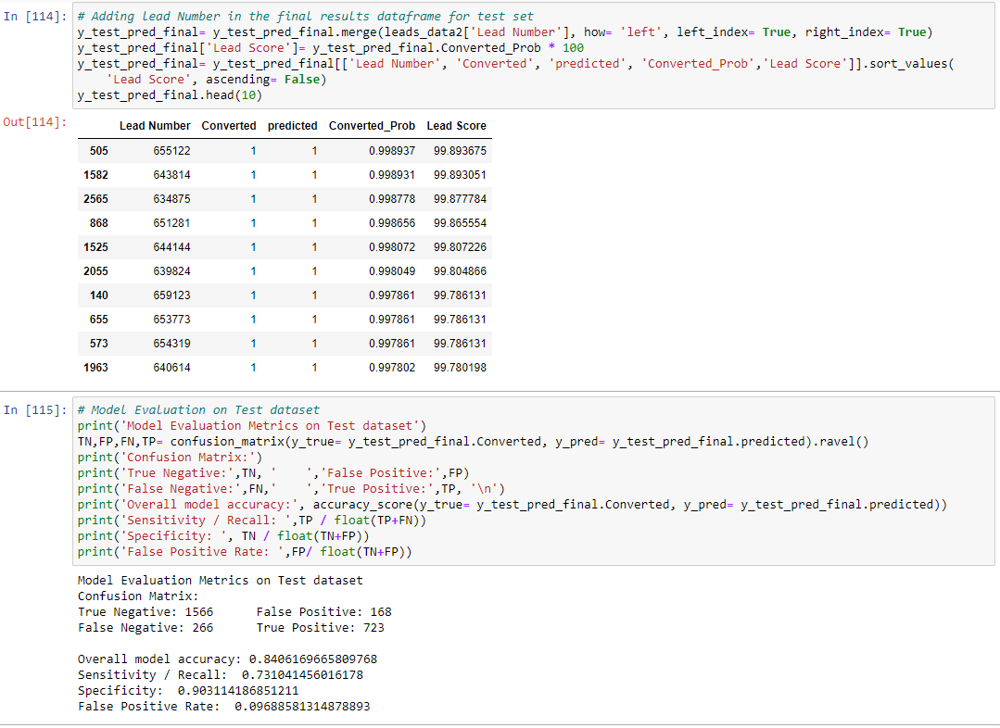 In [114]: # Adding lead Number in the final results dataframe for test set
y_test_pred_final= y_test_pred_final.merge(leads_data2['Lead Number'], how= 'left', left_index= True, right_index= True)
y_test_pred_final['Lead Score']= y_test_pred_final.Converted_Prob * 100
y_test_pred_final= y_test_pred_final[['Lead Number', 'Converted', 'predicted', 'Converted_Prob','Lead Score']].sort_values(
    'Lead Score', ascending= False)
y_test_pred_final.head(10)
Out[114]:
Lead Number Converted predicted Converted_Prob Lead Score
505 655122 1 1 0.998937 99.893675
1582 643814 1 1 0.998931 99.893051
2565 634875 1 1 0.998778 99.877784
868 651281 1 1 0.998656 99.865554
1525 644144 1 1 0.998072 99.807226
2055 639824 1 1 0.998049 99.804866
140 659123 1 1 0.997861 99.786131
655 653773 1 1 0.997861 99.786131
573 654319 1 1 0.997861 99.786131
1963 640614 1 1 0.997802 99.780198
In [115]: # Model Evaluation on Test dataset
print('Model Evaluation Metrics on Test dataset')
TN,FP,FN,TP= confusion_matrix(y_true= y_test_pred_final.Converted, y_pred= y_test_pred_final.predicted).ravel()
print('Confusion Matrix:')
print('True Negative:',TN, '    ','False Positive:',FP)
print('False Negative:',FN,'    ','True Positive:',TP, '\n')
print('Overall model accuracy:', accuracy_score(y_true= y_test_pred_final.Converted, y_pred= y_test_pred_final.predicted))
print('Sensitivity / Recall: ',TP / float(TP+FN))
print('Specificity: ', TN / float(TN+FP))
print('False Positive Rate: ',FP/ float(TN+FP))
Model Evaluation Metrics on Test dataset
Confusion Matrix:
True Negative: 1566      False Positive: 168
False Negative: 266      True Positive: 723
Overall model accuracy: 0.8406169665809768
Sensitivity / Recall:  0.731041456016178
Specificity:  0.903114186851211
False Positive Rate:  0.09688581314878893